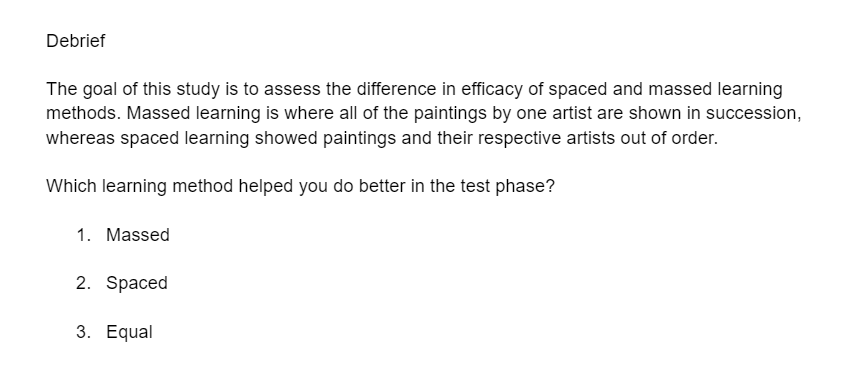 Debrief
The goal of this study is to assess the difference in efficacy of spaced and massed learning
methods. Massed learning is where all of the paintings by one artist are shown in succession,
whereas spaced learning showed paintings and their respective artists out of order.
Which learning method helped you do better in the test phase?
1. Massed
2. Spaced
3. Equal